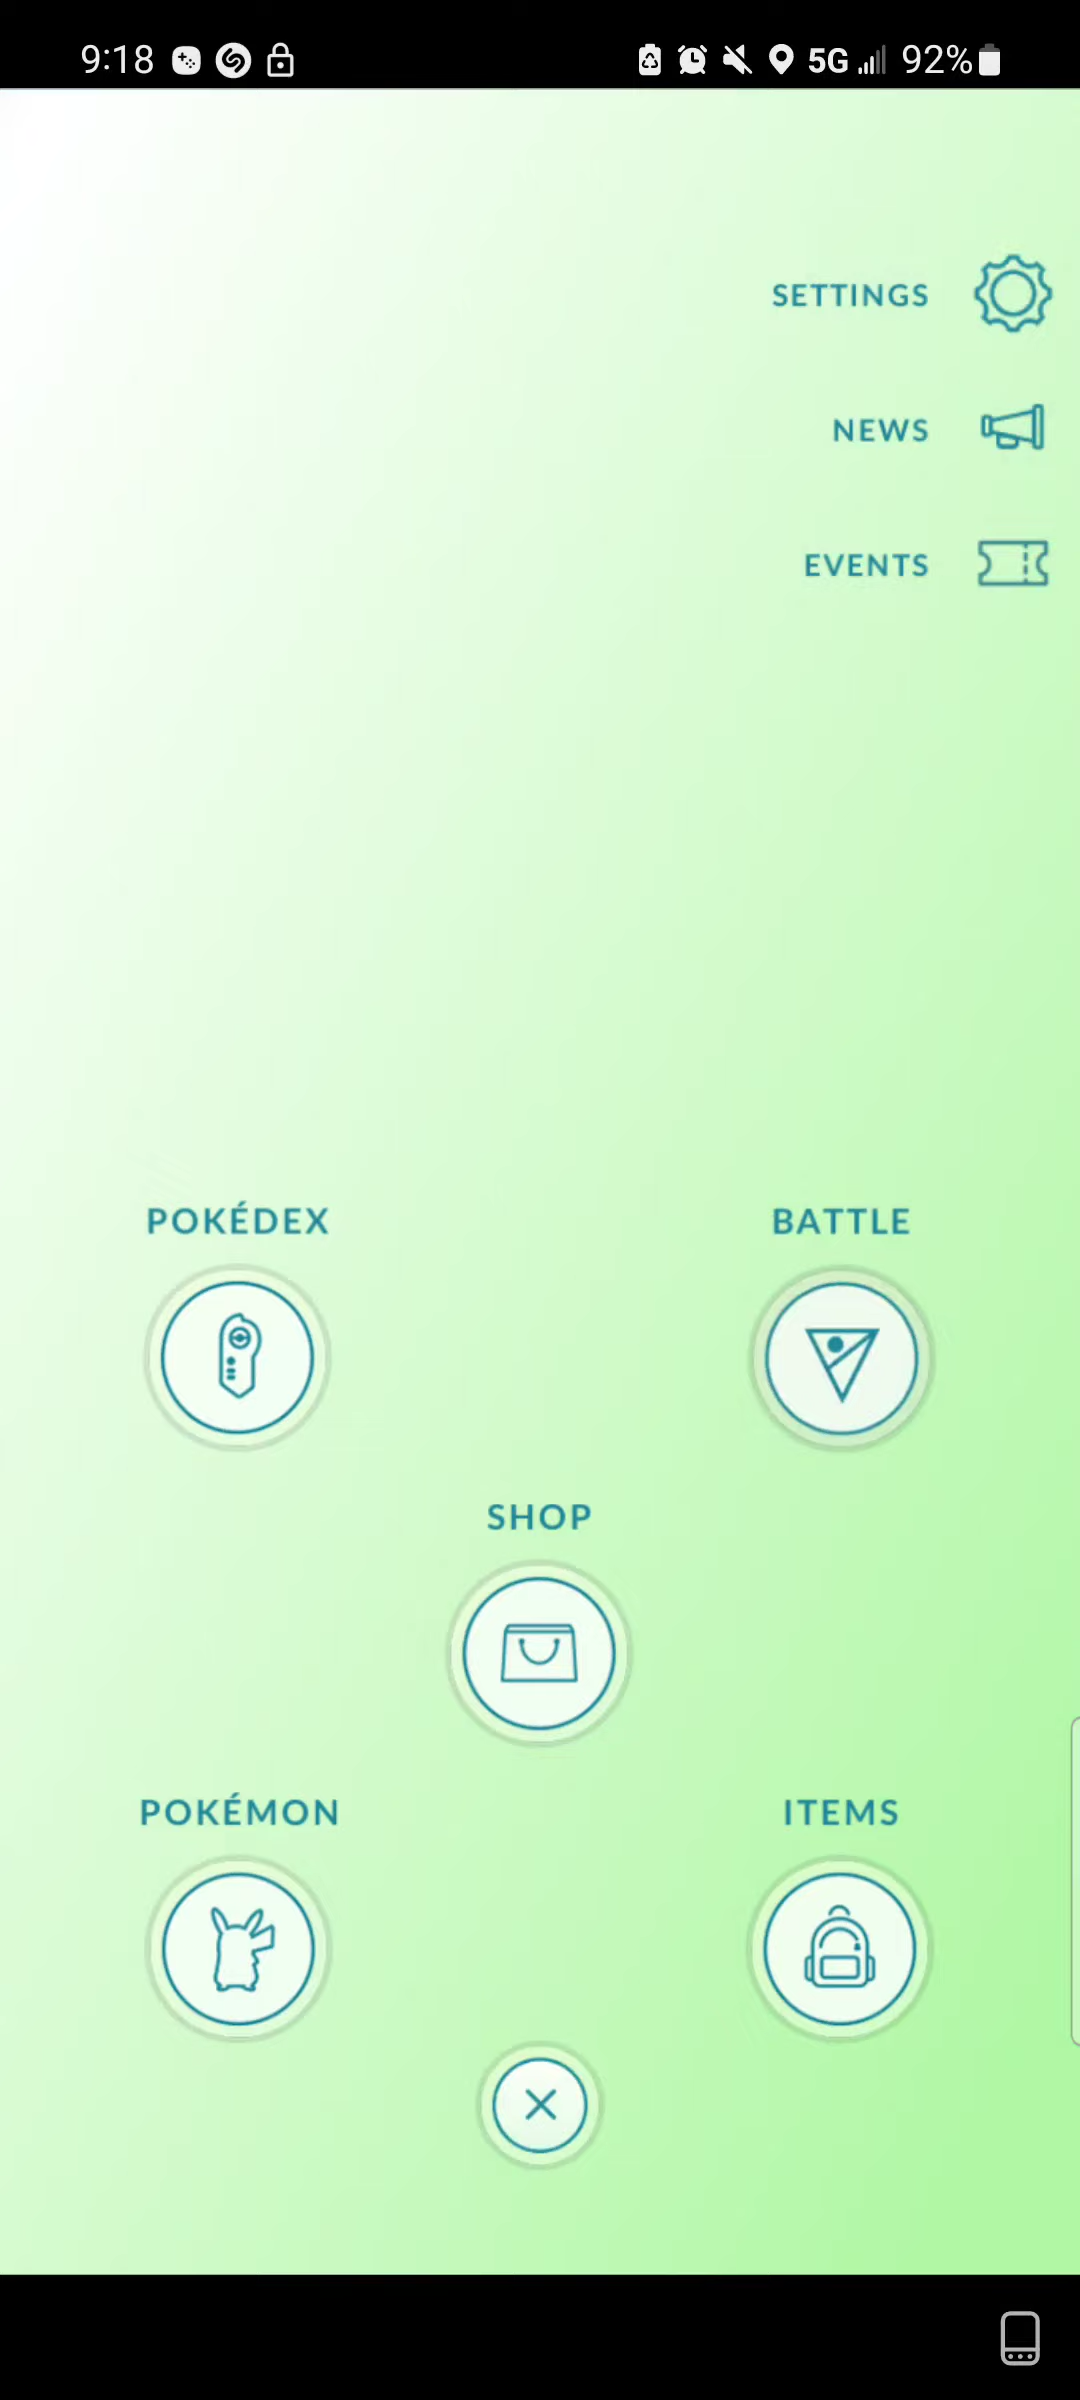 9:18 5G 92%
SETTINGS
NEWS
EVENTS
POKÉDEX BATTLE
SHOP
POKÉMON ITEMS